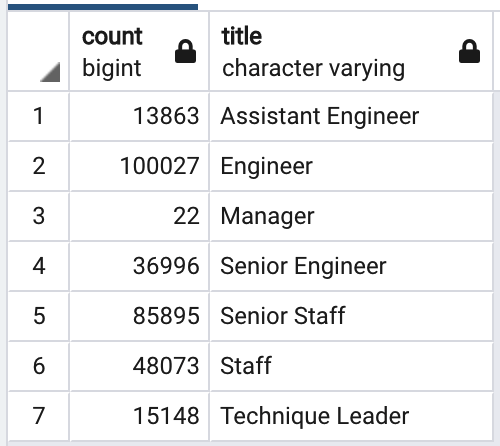 count title
bigint character varying
1 13863 Assistant Engineer
2 100027 Engineer
3 22 Manager
4 36996 Senior Engineer
5 85895 Senior Staff
6 48073 Staff
7 15148 Technique Leader